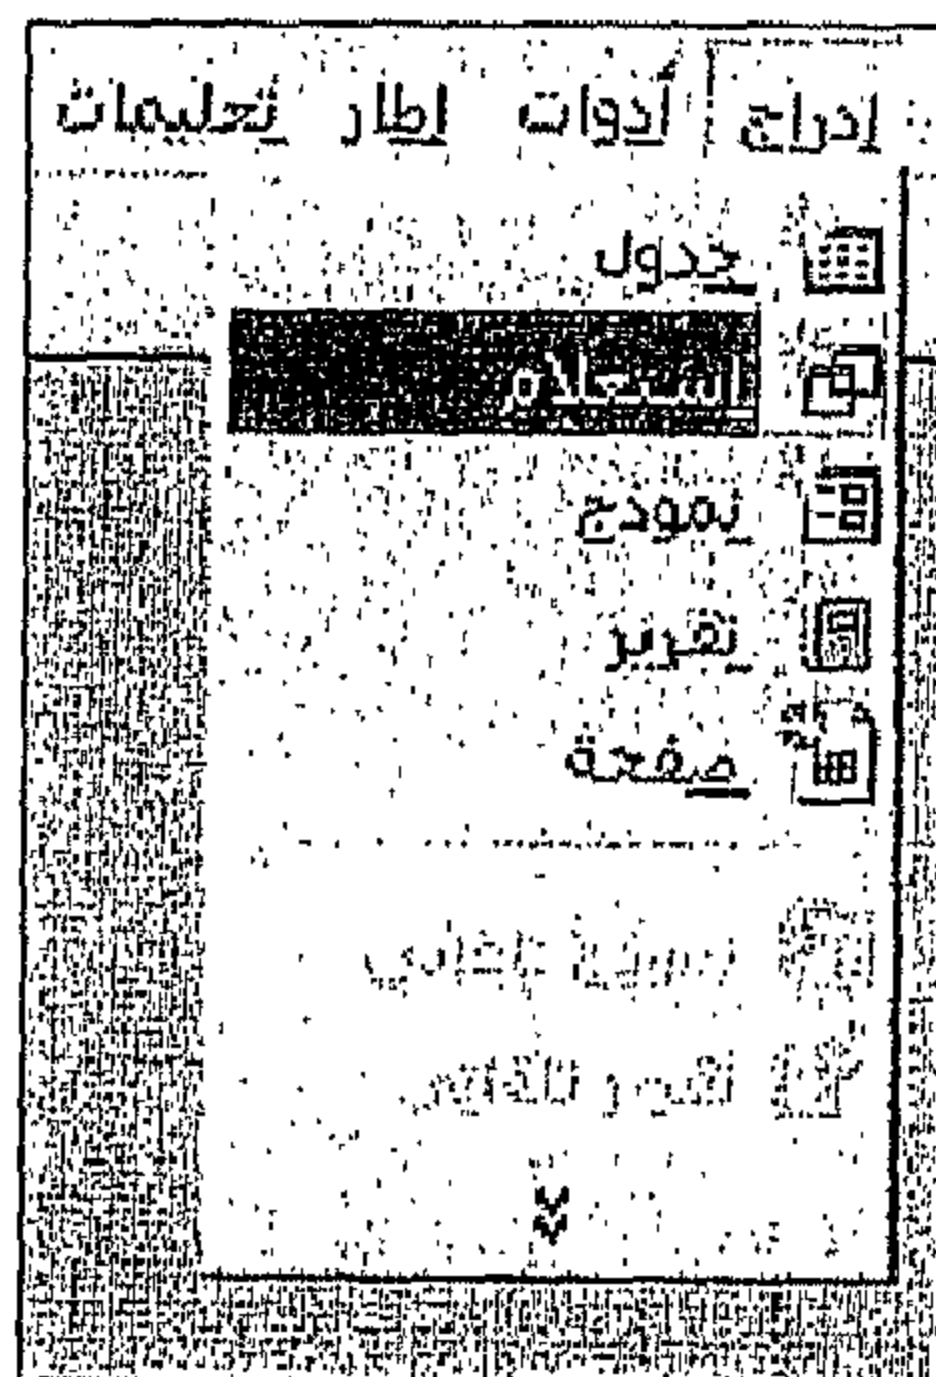 إدراج أدوات إطار تعليمات
جدول
استعلام
نموذج
تقرير
صفحة